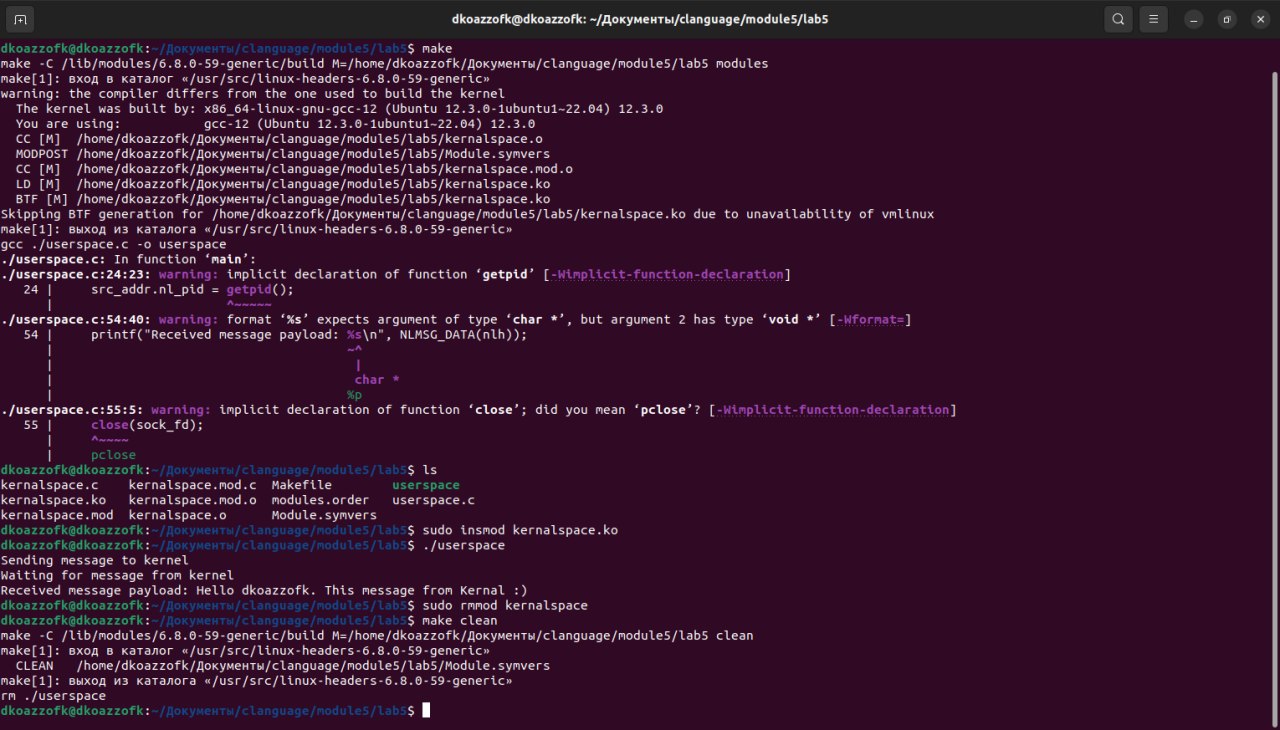 dkoazzofk@dkoazzofk: ~/Документы/clanguage/module5/lab5
dkoazzofk@dkoazzofk:~/Документы/clanguage/module5/lab5$ make
make -C /lib/modules/6.8.0-59-generic/build M=/home/dkoazzofk/Документы/clanguage/module5/lab5 modules
make[1]: вход в каталог «/usr/src/linux-headers-6.8.0-59-generic»
warning: the compiler differs from the one used to build the kernel
  The kernel was built by: x86_64-linux-gnu-gcc-12 (Ubuntu 12.3.0-1ubuntu1~22.04) 12.3.0
  You are using:           gcc-12 (Ubuntu 12.3.0-1ubuntu1~22.04) 12.3.0
  CC [M]  /home/dkoazzofk/Документы/clanguage/module5/lab5/kernalspace.o
  MODPOST /home/dkoazzofk/Документы/clanguage/module5/lab5/Module.symvers
  CC [M]  /home/dkoazzofk/Документы/clanguage/module5/lab5/kernalspace.mod.o
  LD [M]  /home/dkoazzofk/Документы/clanguage/module5/lab5/kernalspace.ko
  BTF [M] /home/dkoazzofk/Документы/clanguage/module5/lab5/kernalspace.ko
Skipping BTF generation for /home/dkoazzofk/Документы/clanguage/module5/lab5/kernalspace.ko due to unavailability of vmlinux
make[1]: выход из каталога «/usr/src/linux-headers-6.8.0-59-generic»
gcc ./userspace.c -o userspace
./userspace.c: In function ‘main’:
./userspace.c:24:23: warning: implicit declaration of function ‘getpid’ [-Wimplicit-function-declaration]
   24 |     src_addr.nl_pid = getpid();
      |                       ^~~~~~
./userspace.c:54:40: warning: format ‘%s’ expects argument of type ‘char *’, but argument 2 has type ‘void *’ [-Wformat=]
   54 |     printf("Received message payload: %s\n", NLMSG_DATA(nlh));
      |                                       ~^
      |                                        |
      |                                        char *
      |                                       %p
./userspace.c:55:5: warning: implicit declaration of function ‘close’; did you mean ‘pclose’? [-Wimplicit-function-declaration]
   55 |     close(sock_fd);
      |     ^~~~~
      |     pclose
dkoazzofk@dkoazzofk:~/Документы/clanguage/module5/lab5$ ls
kernalspace.c    kernalspace.mod.c  Makefile        userspace
kernalspace.ko   kernalspace.mod.o  modules.order   userspace.c
kernalspace.mod  kernalspace.o      Module.symvers
dkoazzofk@dkoazzofk:~/Документы/clanguage/module5/lab5$ sudo insmod kernalspace.ko
dkoazzofk@dkoazzofk:~/Документы/clanguage/module5/lab5$ ./userspace
Sending message to kernel
Waiting for message from kernel
Received message payload: Hello dkoazzofk. This message from Kernal :)
dkoazzofk@dkoazzofk:~/Документы/clanguage/module5/lab5$ sudo rmmod kernalspace
dkoazzofk@dkoazzofk:~/Документы/clanguage/module5/lab5$ make clean
make -C /lib/modules/6.8.0-59-generic/build M=/home/dkoazzofk/Документы/clanguage/module5/lab5 clean
make[1]: вход в каталог «/usr/src/linux-headers-6.8.0-59-generic»
  CLEAN   /home/dkoazzofk/Документы/clanguage/module5/lab5/Module.symvers
make[1]: выход из каталога «/usr/src/linux-headers-6.8.0-59-generic»
rm ./userspace
dkoazzofk@dkoazzofk:~/Документы/clanguage/module5/lab5$